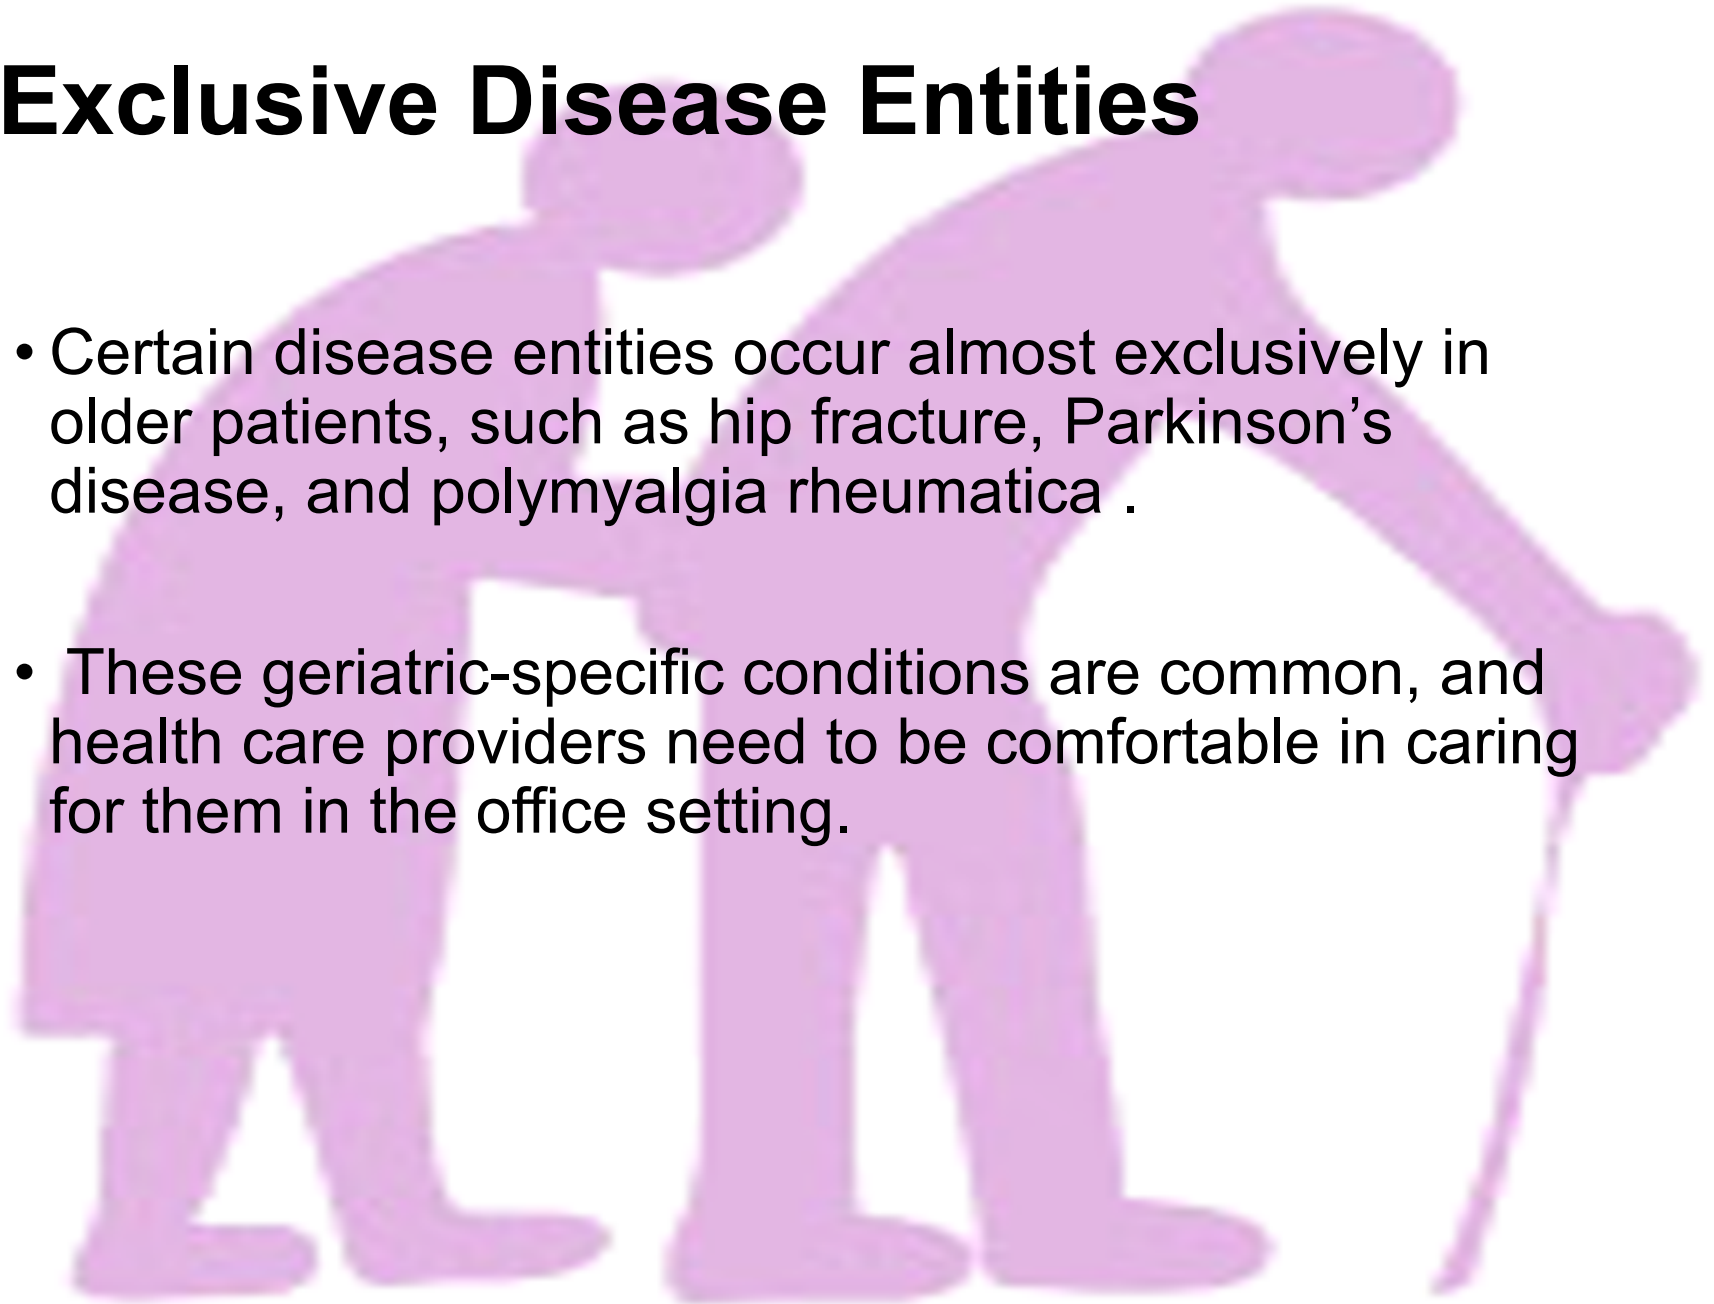 Exclusive Disease Entities
• Certain disease entities occur almost exclusively in
older patients, such as hip fracture, Parkinson’s
disease, and polymyalgia rheumatica .
• These geriatric-specific conditions are common, and
health care providers need to be comfortable in caring
for them in the office setting.